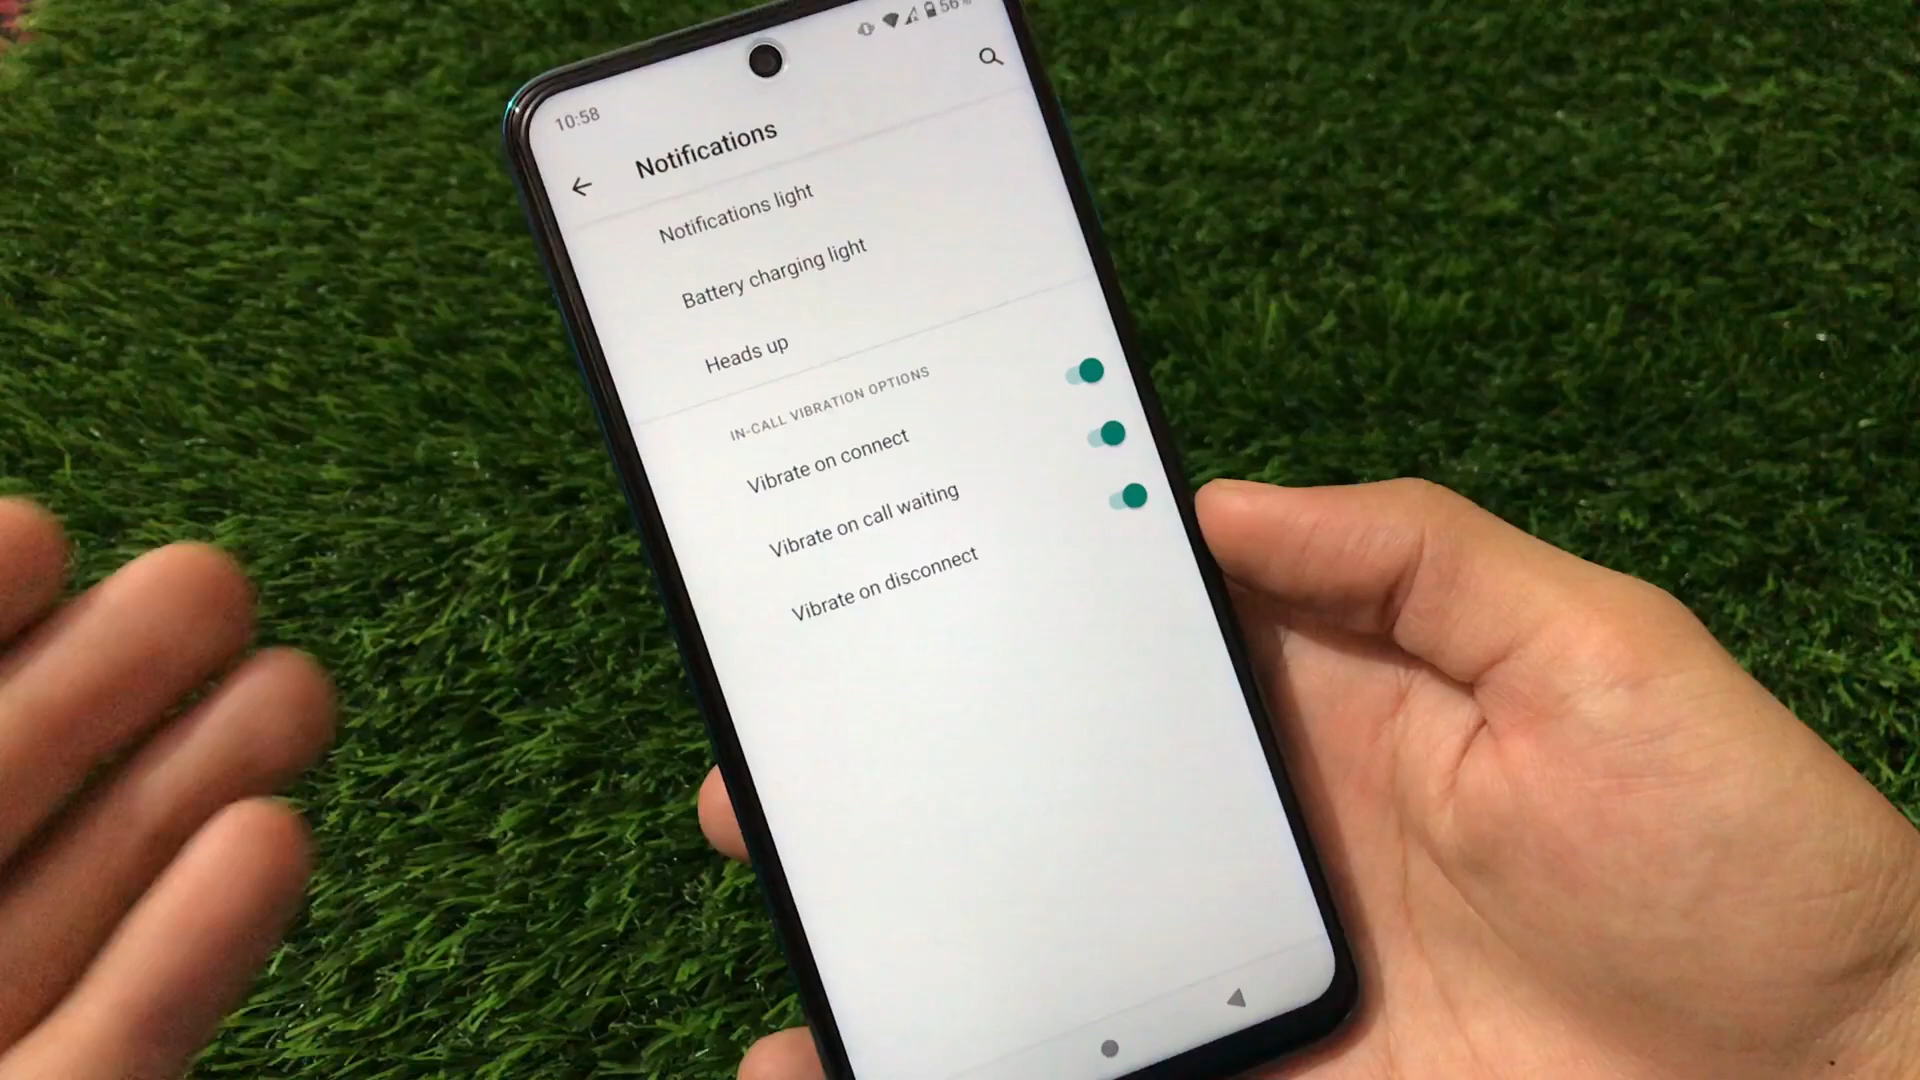 10:58
56%
Notifications
Notifications light
Battery charging light
Heads up
IN-CALL VIBRATION OPTIONS
Vibrate on connect
Vibrate on call waiting
Vibrate on disconnect